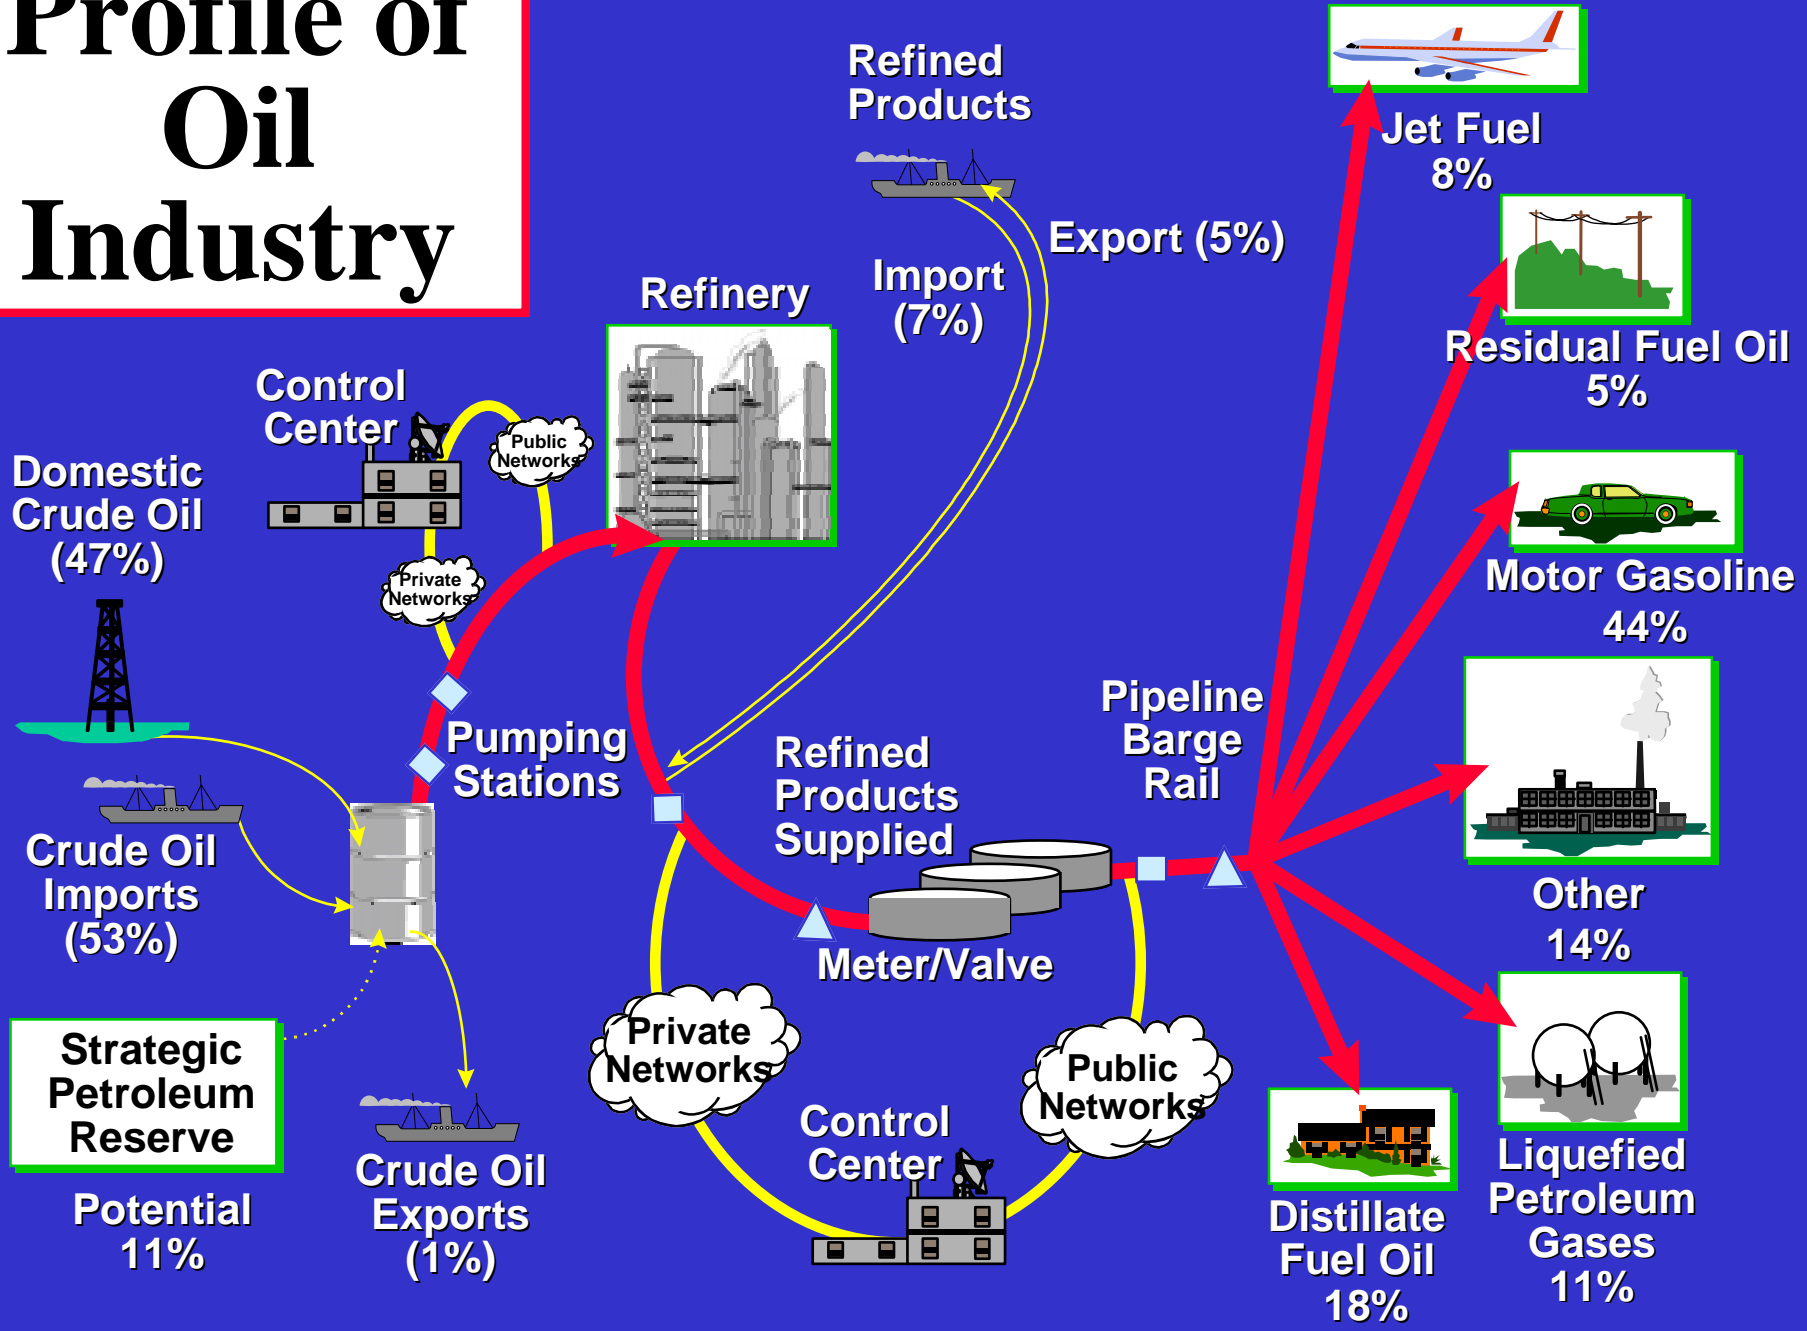 Profile of
Oil
Industry
Refined
Products
Jet Fuel
8%
Export (5%)
Import
(7%)
Refinery
Residual Fuel Oil
5%
Control
Center
Public
Networks
Domestic
Crude Oil
(47%)
Private
Networks
Motor Gasoline
44%
Pumping
Stations
Refined
Products
Supplied
Pipeline
Barge
Rail
Crude Oil
Imports
(53%)
Other
14%
Meter/Valve
Strategic
Petroleum
Reserve
Potential
11%
Crude Oil
Exports
(1%)
Private
Networks
Public
Networks
Control
Center
Distillate
Fuel Oil
18%
Liquefied
Petroleum
Gases
11%